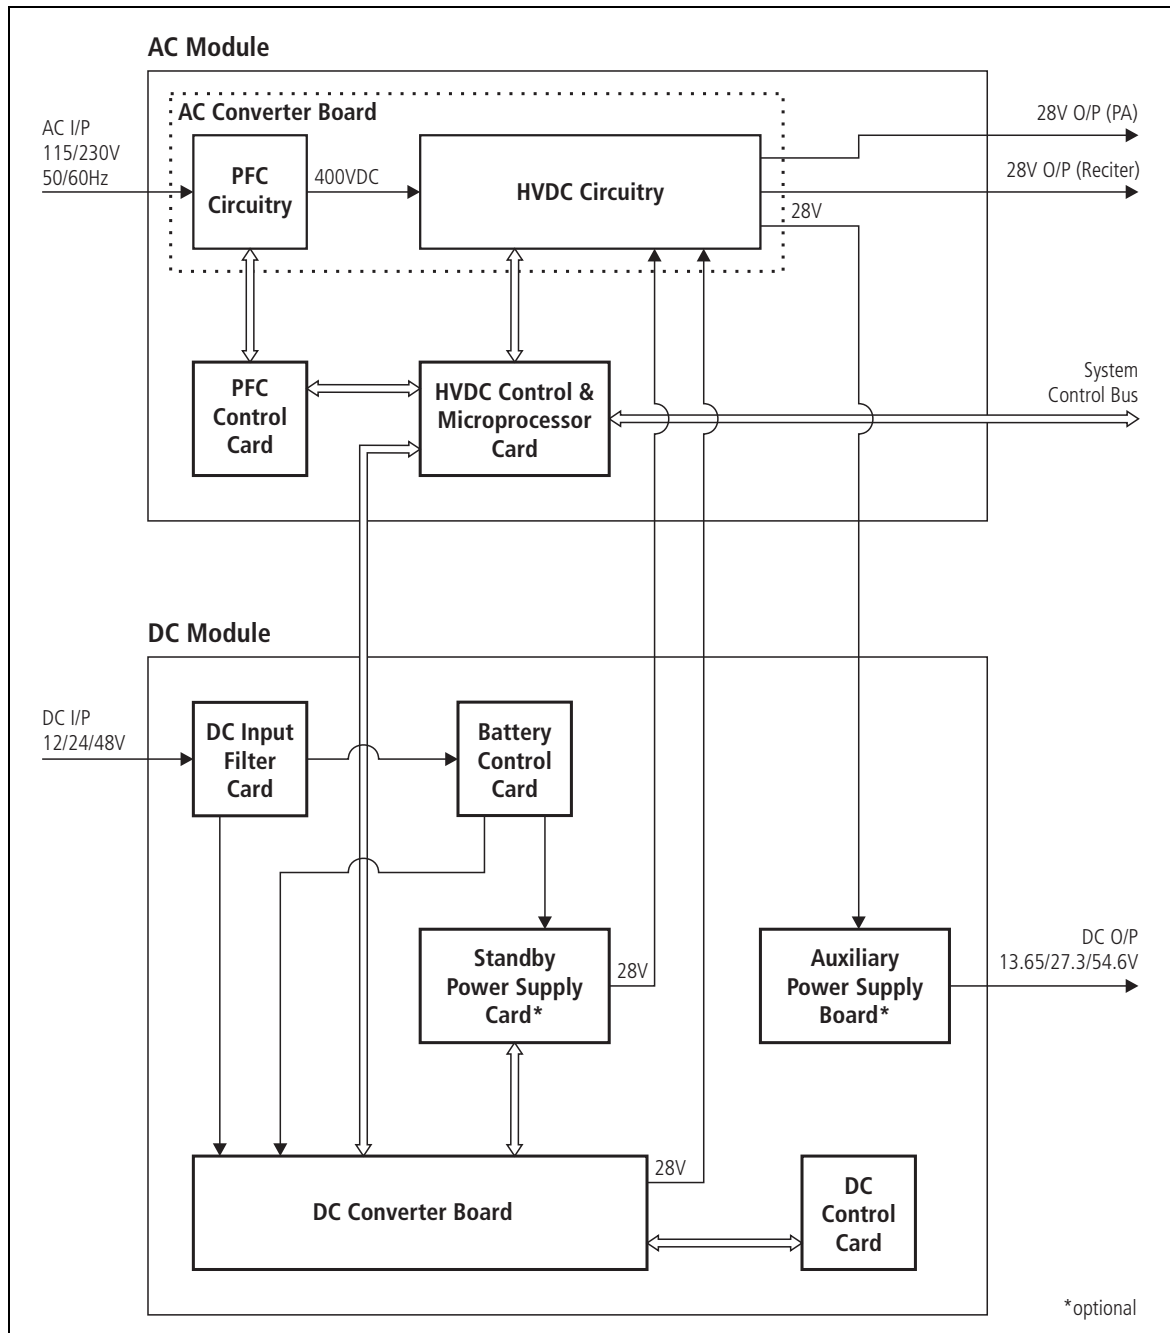 AC Module
AC Converter Board
AC I/P
115/230V
50/60Hz
PFC
Circuitry
400VDC
HVDC Circuitry
28V O/P (PA)
28V O/P (Reciter)
28V
PFC
Control
Card
HVDC Control &
Microprocessor
Card
System
Control Bus
DC Module
DC I/P
12/24/48V
DC Input
Filter
Card
Battery
Control
Card
Standby
Power Supply
Card*
28V
Auxiliary
Power Supply
Board*
DC O/P
13.65/27.3/54.6V
DC Converter Board
28V
DC
Control
Card
*optional